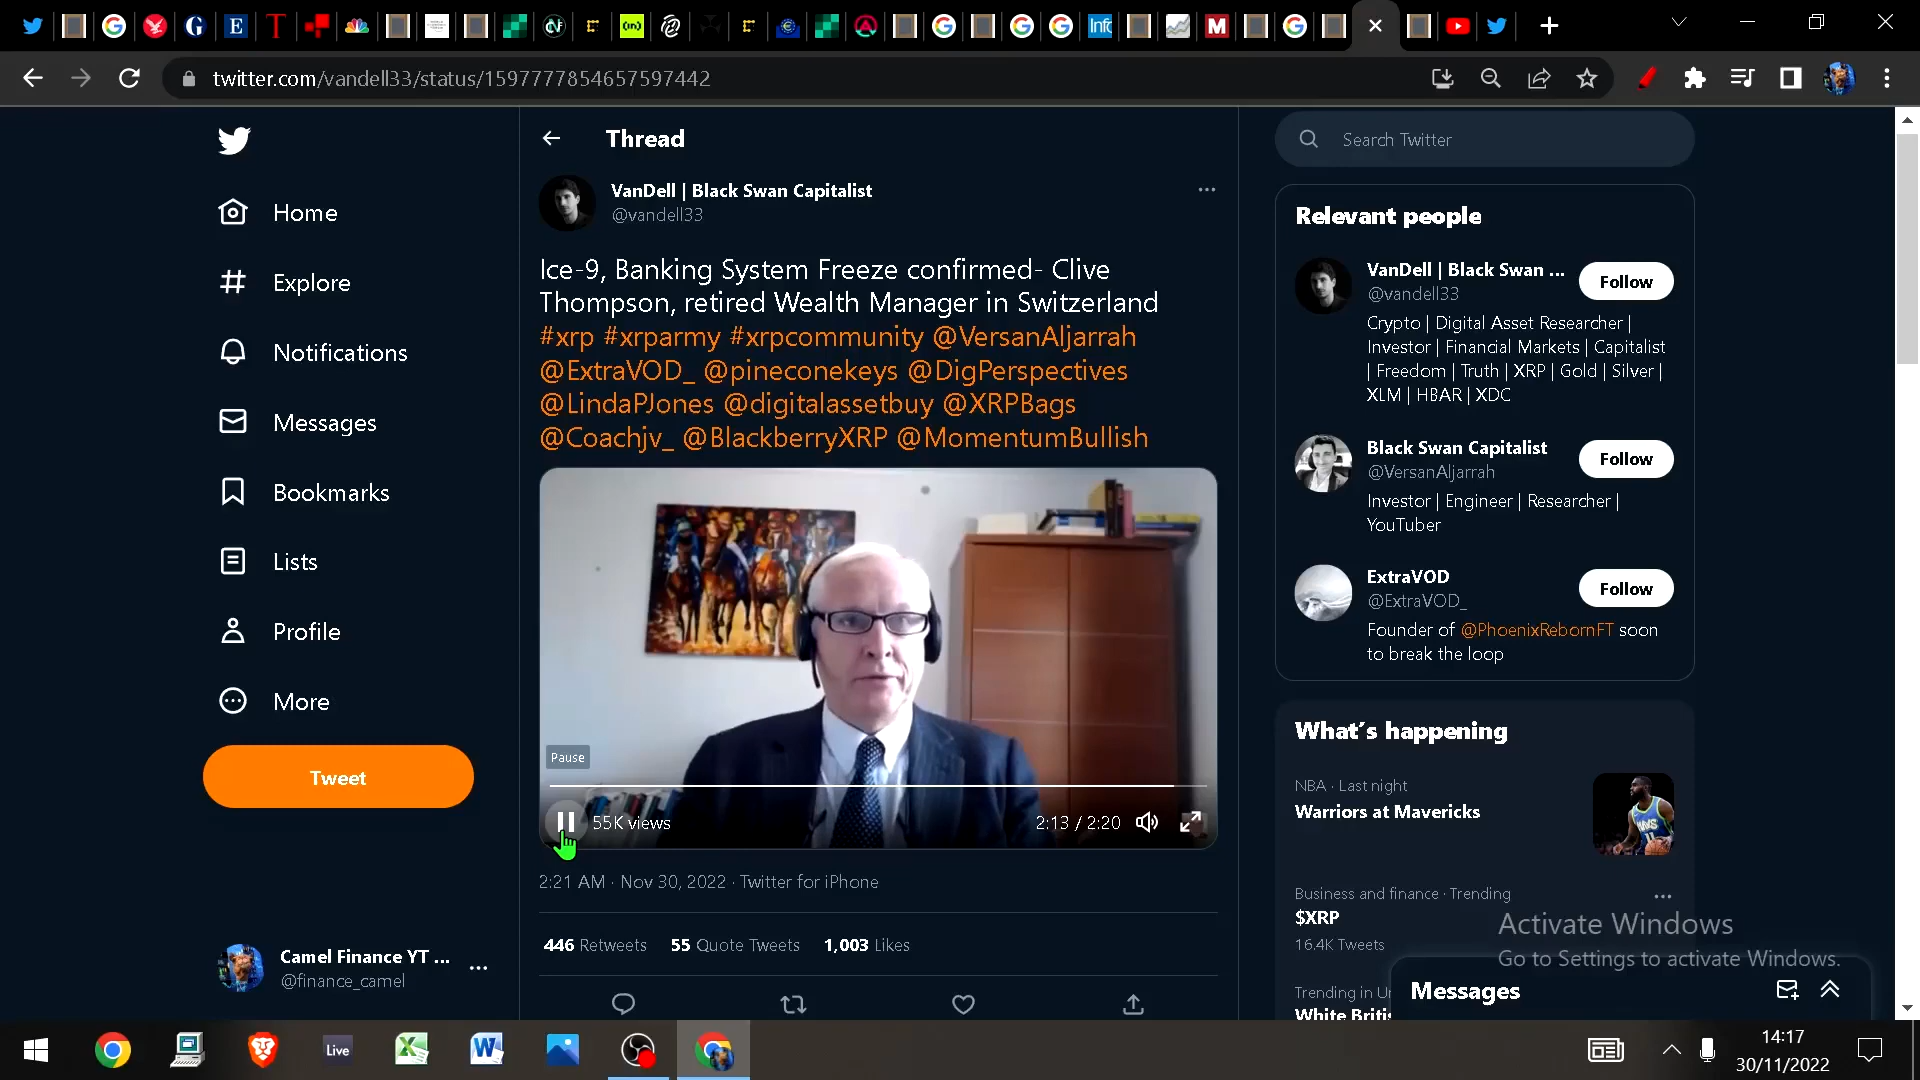 twitter.com/vandell33/status/1597777854657597442
Home
Explore
Notifications
Messages
Bookmarks
Lists
Profile
More
Tweet
Camel Finance YT ...
@finance_camel
Thread
VanDell | Black Swan Capitalist
@vandell33
Ice-9, Banking System Freeze confirmed- Clive
Thompson, retired Wealth Manager in Switzerland
#xrp #xrparmy #xrpcommunity @VersanAljarrah
@ExtraVOD_ @pineconekeys @DigPerspectives
@LindaPJones @digitalassetbuy @XRPBags
@Coachjv_ @BlackberryXRP @MomentumBullish
Pause
55K views
2:13 / 2:20
2:21 AM · Nov 30, 2022 · Twitter for iPhone
446 Retweets 55 Quote Tweets 1,003 Likes
Search Twitter
Relevant people
VanDell | Black Swan ...
@vandell33
Follow
Crypto | Digital Asset Researcher |
Investor | Financial Markets | Capitalist
| Freedom | Truth | XRP | Gold | Silver |
XLM | HBAR | XDC
Black Swan Capitalist
@VersanAljarrah
Follow
Investor | Engineer | Researcher |
YouTuber
ExtraVOD
@ExtraVOD_
Follow
Founder of @PhoenixRebornFT soon
to break the loop
What's happening
NBA · Last night
Warriors at Mavericks
Business and finance · Trending
$XRP
16.4K Tweets
Activate Windows
Go to Settings to activate Windows.
Trending in
White
Messages
Live
14:17
30/11/2022